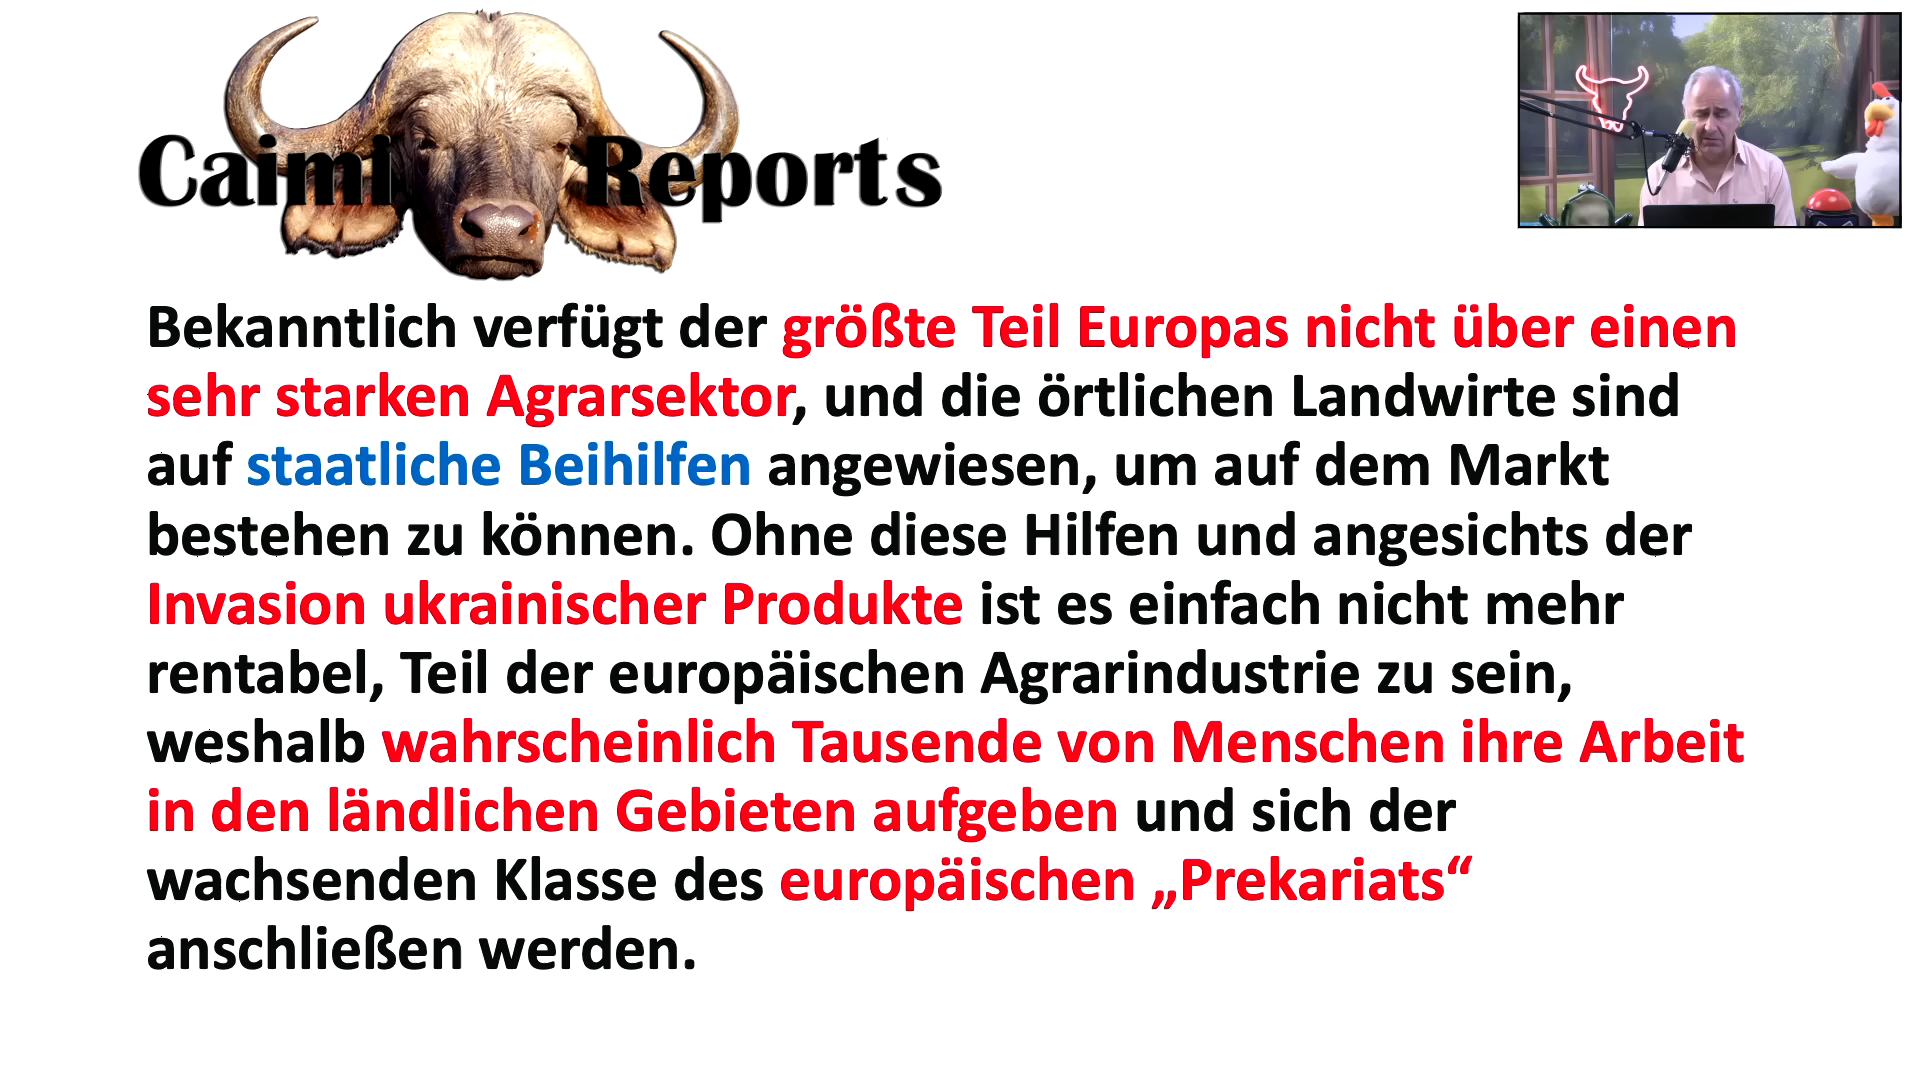 Caimi Reports
Bekanntlich verfügt der größte Teil Europas nicht über einen
sehr starken Agrarsektor, und die örtlichen Landwirte sind
auf staatliche Beihilfen angewiesen, um auf dem Markt
bestehen zu können. Ohne diese Hilfen und angesichts der
Invasion ukrainischer Produkte ist es einfach nicht mehr
rentabel, Teil der europäischen Agrarindustrie zu sein,
weshalb wahrscheinlich Tausende von Menschen ihre Arbeit
in den ländlichen Gebieten aufgeben und sich der
wachsenden Klasse des europäischen „Prekariats“
anschließen werden.